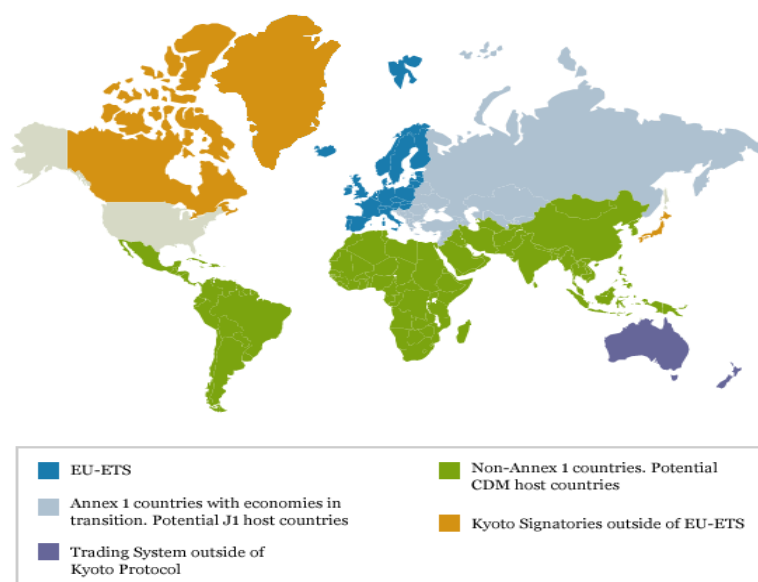 EU-ETS
Annex 1 countries with economies in
transition. Potential J1 host countries
Trading System outside of
Kyoto Protocol
Non-Annex 1 countries. Potential
CDM host countries
Kyoto Signatories outside of EU-ETS